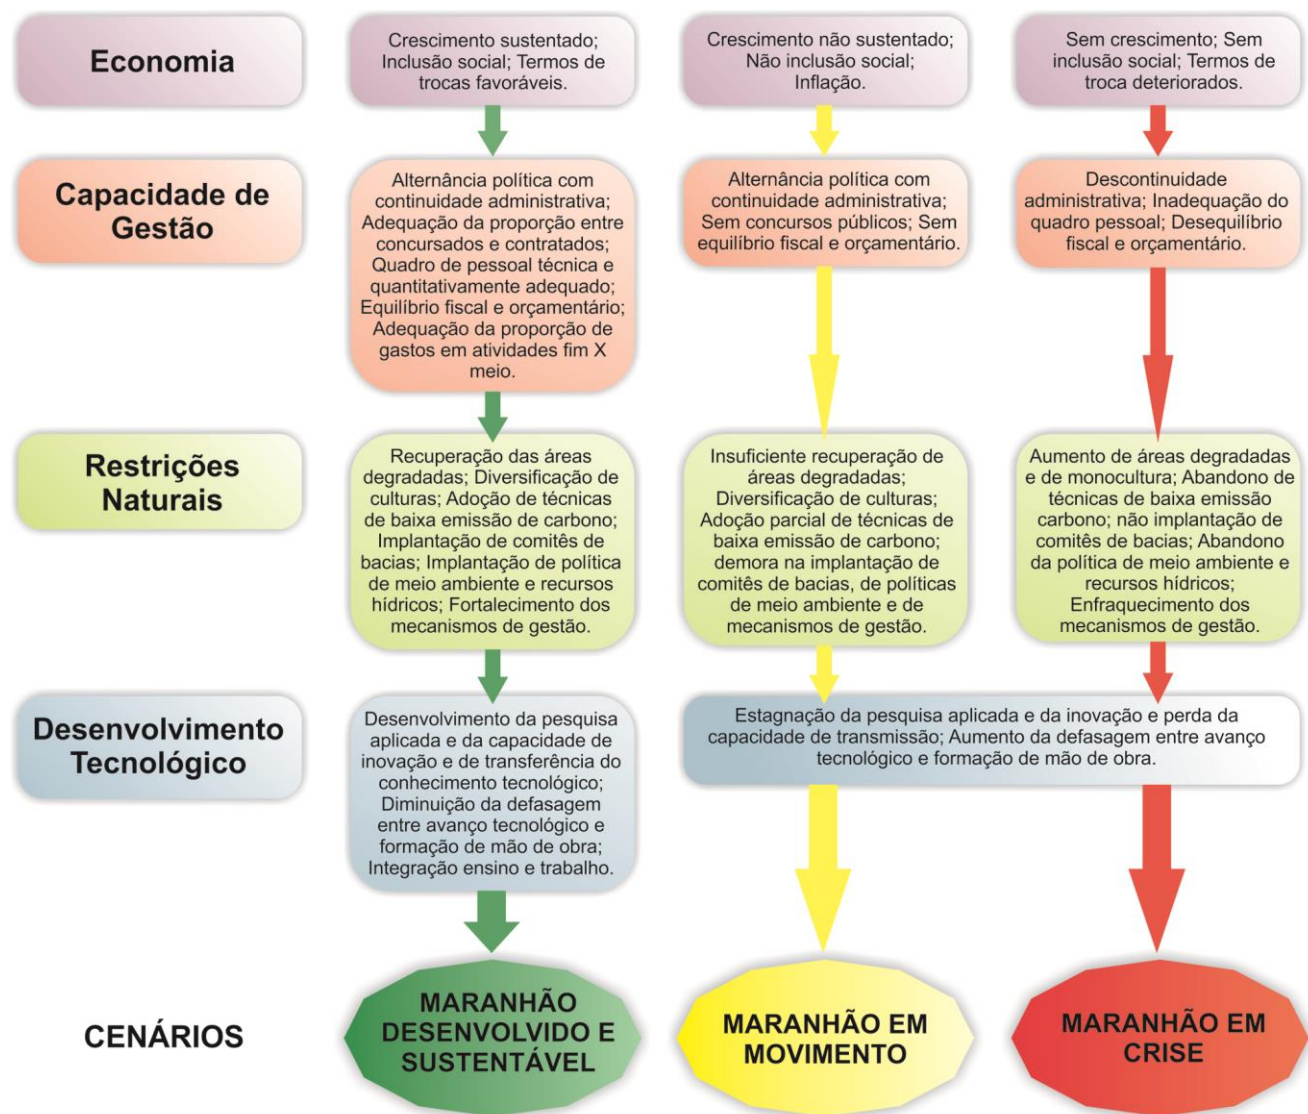 Economia
Crescimento sustentado;
Inclusão social; Termos de
trocas favoráveis.
Crescimento não sustentado;
Não inclusão social;
Inflação.
Sem crescimento; Sem
inclusão social; Termos de
troca deteriorados.
Capacidade de
Gestão
Alternância política com
continuidade administrativa;
Adequação da proporção entre
concursados e contratados;
Quadro de pessoal técnica e
quantitativamente adequado;
Equilíbrio fiscal e orçamentário;
Adequação da proporção de
gastos em atividades fim X
meio.
Alternância política com
continuidade administrativa;
Sem concursos públicos; Sem
equilíbrio fiscal e orçamentário.
Descontinuidade
administrativa; Inadequação do
quadro pessoal; Desequilíbrio
fiscal e orçamentário.
Restrições
Naturais
Recuperação das áreas
degradadas; Diversificação de
culturas; Adoção de técnicas
de baixa emissão de carbono;
Implantação de comitês de
bacias; Implantação de política
de meio ambiente e recursos
hídricos; Fortalecimento dos
mecanismos de gestão.
Insuficiente recuperação de
áreas degradadas;
Diversificação de culturas;
Adoção parcial de técnicas de
baixa emissão de carbono;
demora na implantação de
comitês de bacias, de políticas
de meio ambiente e de
mecanismos de gestão.
Aumento de áreas degradadas
e de monocultura; Abandono de
técnicas de baixa emissão
carbono; não implantação de
comitês de bacias; Abandono
da política de meio ambiente e
recursos hídricos;
Enfraquecimento dos
mecanismos de gestão.
Desenvolvimento
Tecnológico
Desenvolvimento da pesquisa
aplicada e da capacidade de
inovação e de transferência do
conhecimento tecnológico;
Diminuição da defasagem
entre avanço tecnológico e
formação de mão de obra;
Integração ensino e trabalho.
Estagnação da pesquisa aplicada e da inovação e perda da
capacidade de transmissão; Aumento da defasagem entre avanço
tecnológico e formação de mão de obra.
CENÁRIOS
MARANHÃO
DESENVOLVIDO E
SUSTENTÁVEL
MARANHÃO EM
MOVIMENTO
MARANHÃO EM
CRISE